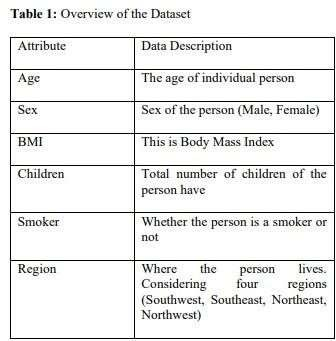 Table 1: Overview of the Dataset
Attribute Data Description
Age The age of individual person
Sex Sex of the person (Male, Female)
BMI This is Body Mass Index
Children Total number of children of the
person have
Smoker Whether the person is a smoker or
not
Region Where the person lives.
Considering four regions
(Southwest, Southeast, Northeast,
Northwest)